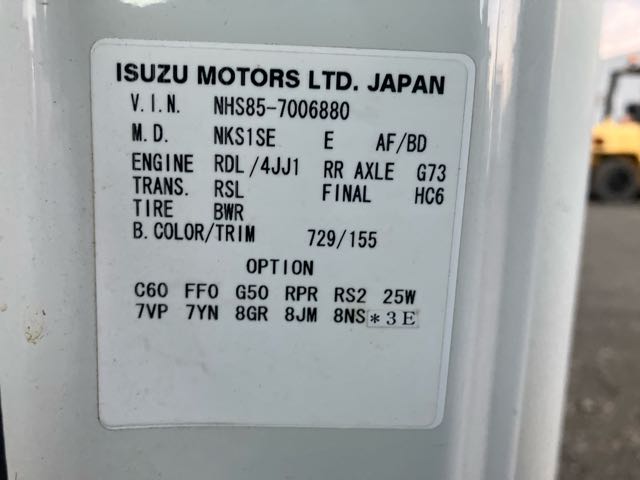 ISUZU MOTORS LTD. JAPAN
V.I.N. NHS85-7006880
M.D. NKS1SE E AF/BD
ENGINE RDL/4JJ1 RR AXLE G73
TRANS. RSL FINAL HC6
TIRE BWR
B.COLOR/TRIM 729/155
OPTION
C60 FF0 G50 RPR RS2 25W
7VP 7YN 8GR 8JM 8NS *3E